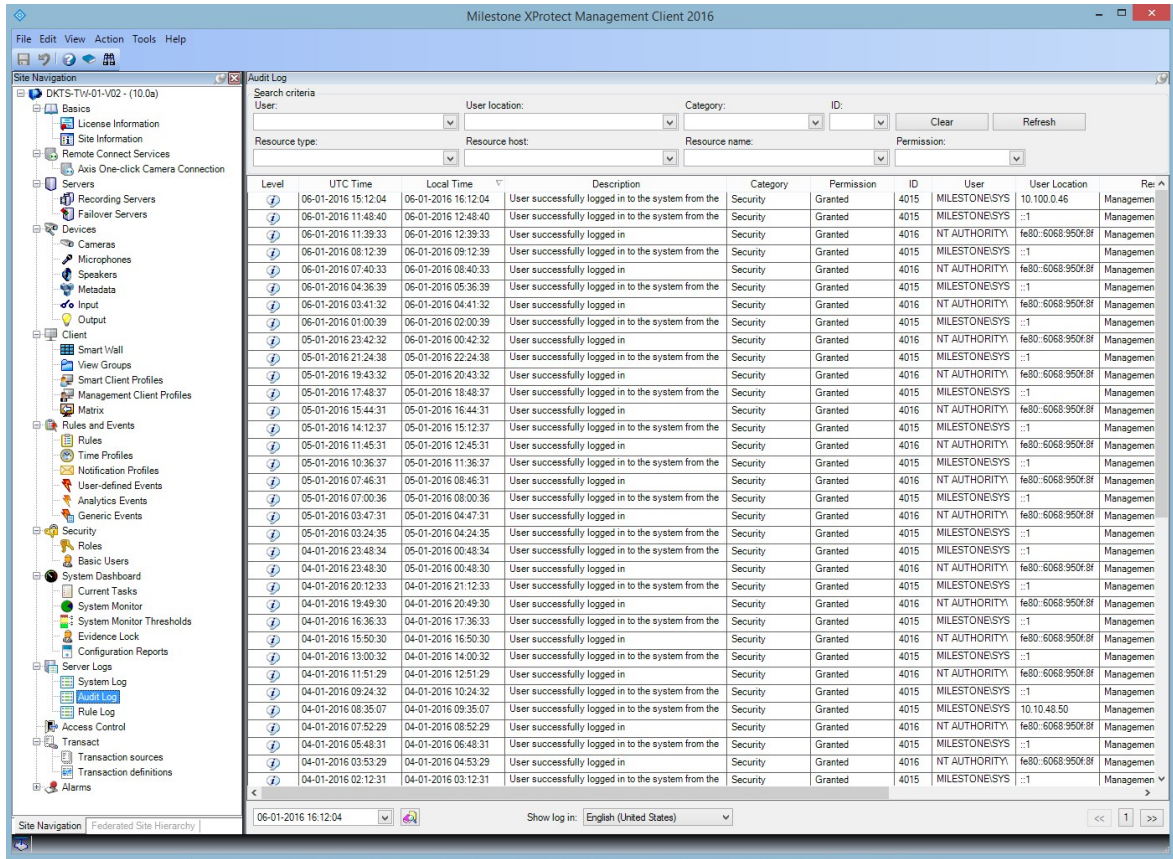 Milestone XProtect Management Client 2016
File Edit View Action Tools Help
Site Navigation
DKTS-TW-01-V02 - (10.0a)
Basics
License Information
Site Information
Remote Connect Services
Axis One-click Camera Connection
Servers
Recording Servers
Failover Servers
Devices
Cameras
Microphones
Speakers
Metadata
Input
Output
Client
Smart Wall
View Groups
Smart Client Profiles
Management Client Profiles
Matrix
Rules and Events
Rules
Time Profiles
Notification Profiles
User-defined Events
Analytics Events
Generic Events
Security
Roles
Basic Users
System Dashboard
Current Tasks
System Monitor
System Monitor Thresholds
Evidence Lock
Configuration Reports
Server Logs
System Log
Audit Log
Rule Log
Access Control
Transact
Transaction sources
Transaction definitions
Alarms
Site Navigation Federated Site Hierarchy
Audit Log
Search criteria
User: User location: Category: ID:
Clear Refresh
Resource type: Resource host: Resource name: Permission:
Level UTC Time Local Time Description Category Permission ID User User Location Res
06-01-2016 15:12:04 06-01-2016 16:12:04 User successfully logged in to the system from the Security Granted 4015 MILESTONE\SYS 10.100.0.46 Managemen
06-01-2016 11:48:40 06-01-2016 12:48:40 User successfully logged in to the system from the Security Granted 4015 MILESTONE\SYS ::1 Managemen
06-01-2016 11:39:33 06-01-2016 12:39:33 User successfully logged in Security Granted 4016 NT AUTHORITY\ fe80::6068:950f:8f Managemen
06-01-2016 08:12:39 06-01-2016 09:12:39 User successfully logged in to the system from the Security Granted 4015 MILESTONE\SYS ::1 Managemen
06-01-2016 07:40:33 06-01-2016 08:40:33 User successfully logged in Security Granted 4016 NT AUTHORITY\ fe80::6068:950f:8f Managemen
06-01-2016 04:36:39 06-01-2016 05:36:39 User successfully logged in to the system from the Security Granted 4015 MILESTONE\SYS ::1 Managemen
06-01-2016 03:41:32 06-01-2016 04:41:32 User successfully logged in Security Granted 4016 NT AUTHORITY\ fe80::6068:950f:8f Managemen
06-01-2016 01:00:39 06-01-2016 02:00:39 User successfully logged in to the system from the Security Granted 4015 MILESTONE\SYS ::1 Managemen
05-01-2016 23:42:32 06-01-2016 00:42:32 User successfully logged in Security Granted 4016 NT AUTHORITY\ fe80::6068:950f:8f Managemen
05-01-2016 21:24:38 05-01-2016 22:24:38 User successfully logged in to the system from the Security Granted 4015 MILESTONE\SYS ::1 Managemen
05-01-2016 19:43:32 05-01-2016 20:43:32 User successfully logged in Security Granted 4016 NT AUTHORITY\ fe80::6068:950f:8f Managemen
05-01-2016 17:48:37 05-01-2016 18:48:37 User successfully logged in to the system from the Security Granted 4015 MILESTONE\SYS ::1 Managemen
05-01-2016 15:44:31 05-01-2016 16:44:31 User successfully logged in Security Granted 4016 NT AUTHORITY\ fe80::6068:950f:8f Managemen
05-01-2016 14:12:37 05-01-2016 15:12:37 User successfully logged in to the system from the Security Granted 4015 MILESTONE\SYS ::1 Managemen
05-01-2016 11:45:31 05-01-2016 12:45:31 User successfully logged in Security Granted 4016 NT AUTHORITY\ fe80::6068:950f:8f Managemen
05-01-2016 10:36:37 05-01-2016 11:36:37 User successfully logged in to the system from the Security Granted 4015 MILESTONE\SYS ::1 Managemen
05-01-2016 07:46:31 05-01-2016 08:46:31 User successfully logged in Security Granted 4016 NT AUTHORITY\ fe80::6068:950f:8f Managemen
05-01-2016 07:00:36 05-01-2016 08:00:36 User successfully logged in to the system from the Security Granted 4015 MILESTONE\SYS ::1 Managemen
05-01-2016 03:47:31 05-01-2016 04:47:31 User successfully logged in Security Granted 4016 NT AUTHORITY\ fe80::6068:950f:8f Managemen
05-01-2016 03:24:35 05-01-2016 04:24:35 User successfully logged in to the system from the Security Granted 4015 MILESTONE\SYS ::1 Managemen
04-01-2016 23:48:34 05-01-2016 00:48:34 User successfully logged in to the system from the Security Granted 4015 MILESTONE\SYS ::1 Managemen
04-01-2016 23:48:30 05-01-2016 00:48:30 User successfully logged in Security Granted 4016 NT AUTHORITY\ fe80::6068:950f:8f Managemen
04-01-2016 20:12:33 04-01-2016 21:12:33 User successfully logged in to the system from the Security Granted 4015 MILESTONE\SYS ::1 Managemen
04-01-2016 19:49:30 04-01-2016 20:49:30 User successfully logged in Security Granted 4016 NT AUTHORITY\ fe80::6068:950f:8f Managemen
04-01-2016 16:36:33 04-01-2016 17:36:33 User successfully logged in to the system from the Security Granted 4015 MILESTONE\SYS ::1 Managemen
04-01-2016 15:50:30 04-01-2016 16:50:30 User successfully logged in Security Granted 4016 NT AUTHORITY\ fe80::6068:950f:8f Managemen
04-01-2016 13:00:32 04-01-2016 14:00:32 User successfully logged in to the system from the Security Granted 4015 MILESTONE\SYS ::1 Managemen
04-01-2016 11:51:29 04-01-2016 12:51:29 User successfully logged in Security Granted 4016 NT AUTHORITY\ fe80::6068:950f:8f Managemen
04-01-2016 09:24:32 04-01-2016 10:24:32 User successfully logged in to the system from the Security Granted 4015 MILESTONE\SYS ::1 Managemen
04-01-2016 08:35:07 04-01-2016 09:35:07 User successfully logged in to the system from the Security Granted 4015 MILESTONE\SYS 10.10.48.50 Managemen
04-01-2016 07:52:29 04-01-2016 08:52:29 User successfully logged in Security Granted 4016 NT AUTHORITY\ fe80::6068:950f:8f Managemen
04-01-2016 05:48:31 04-01-2016 06:48:31 User successfully logged in to the system from the Security Granted 4015 MILESTONE\SYS ::1 Managemen
04-01-2016 03:53:29 04-01-2016 04:53:29 User successfully logged in Security Granted 4016 NT AUTHORITY\ fe80::6068:950f:8f Managemen
04-01-2016 02:12:31 04-01-2016 03:12:31 User successfully logged in to the system from the Security Granted 4015 MILESTONE\SYS ::1 Managemen
06-01-2016 16:12:04 Show log in: English (United States) << 1 >>